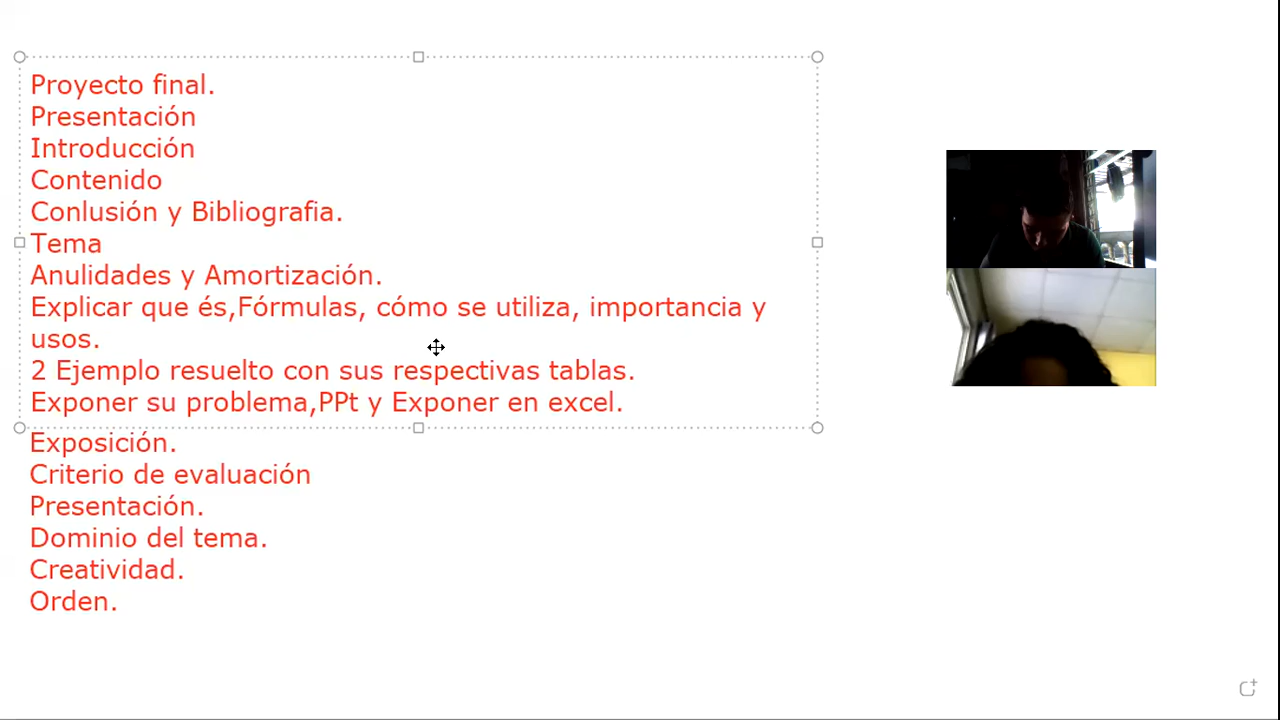 Proyecto final.
Presentación
Introducción
Contenido
Conlusión y Bibliografia.
Tema
Anulidades y Amortización.
Explicar que és,Fórmulas, cómo se utiliza, importancia y
usos.
2 Ejemplo resuelto con sus respectivas tablas.
Exponer su problema,PPt y Exponer en excel.
Exposición.
Criterio de evaluación
Presentación.
Dominio del tema.
Creatividad.
Orden.